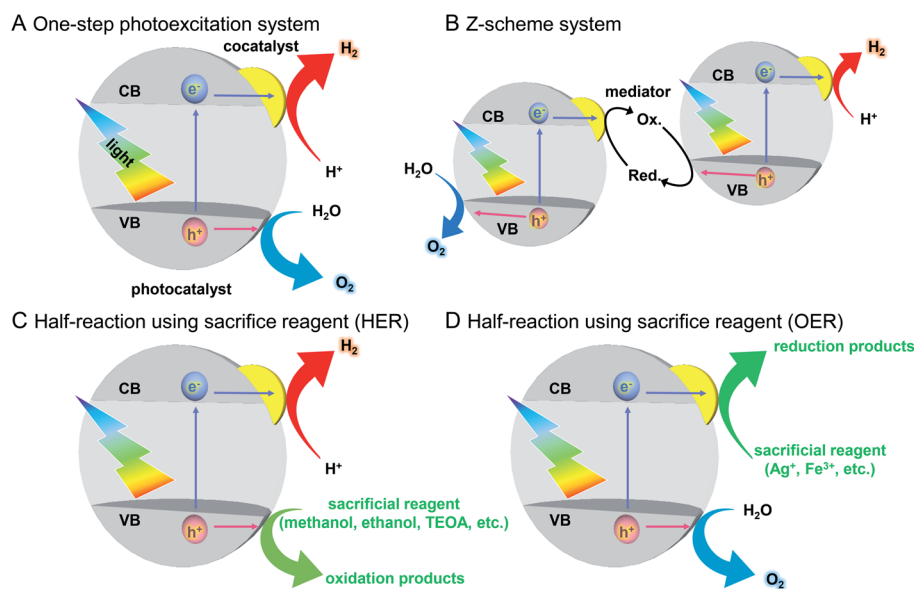 A One-step photoexcitation system
cocatalyst
H₂
CB
e⁻
light
H⁺
H₂O
VB
h⁺
O₂
photocatalyst
B Z-scheme system
H₂
CB
e⁻
mediator
CB
e⁻
Ox.
H⁺
H₂O
Red.
VB
h⁺
VB
h⁺
O₂
C Half-reaction using sacrifice reagent (HER)
H₂
CB
e⁻
H⁺
sacrificial reagent
(methanol, ethanol, TEOA, etc.)
VB
h⁺
oxidation products
D Half-reaction using sacrifice reagent (OER)
reduction products
CB
e⁻
sacrificial reagent
(Ag⁺, Fe³⁺, etc.)
H₂O
VB
h⁺
O₂